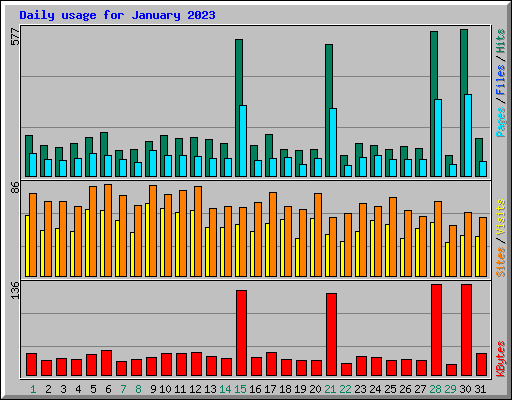 Daily usage for January 2023
577
Pages / Files / Hits
86
Sites / Visits
136
KBytes
1 2 3 4 5 6 7 8 9 10 11 12 13 14 15 16 17 18 19 20 21 22 23 24 25 26 27 28 29 30 31